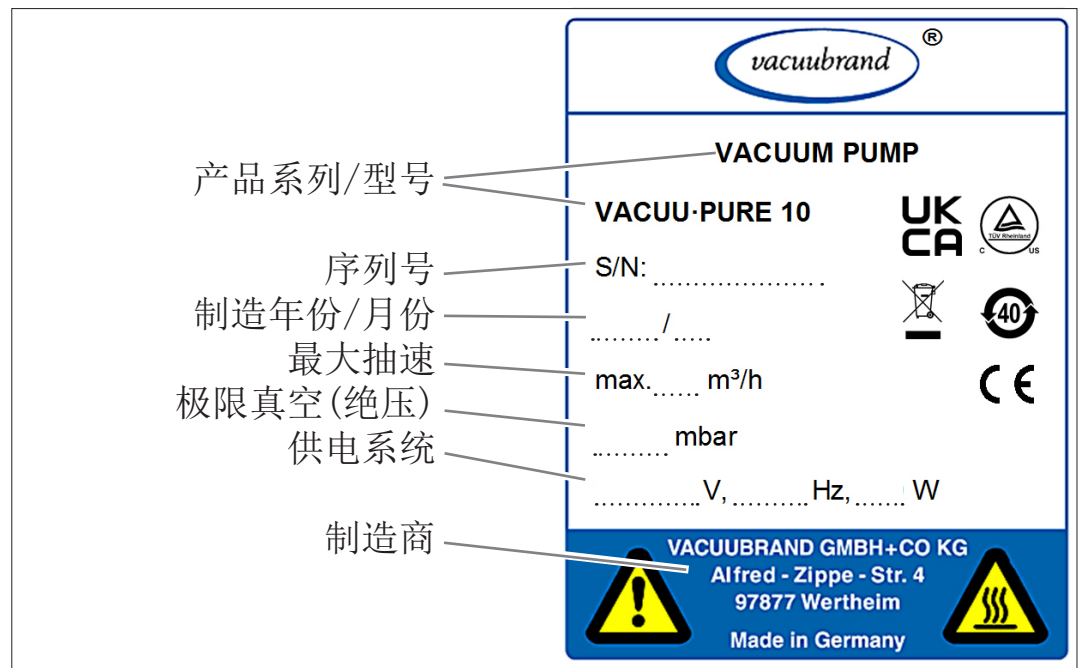 vacuubrand ®
产品系列/型号
VACUUM PUMP
VACUU·PURE 10
UK
CA
TÜV Rheinland
C US
序列号
S/N:
制造年份/月份
/
40
最大抽速
max. m³/h
CE
极限真空(绝压)
mbar
供电系统
V, Hz, W
制造商
VACUUBRAND GMBH+CO KG
Alfred - Zippe - Str. 4
97877 Wertheim
Made in Germany